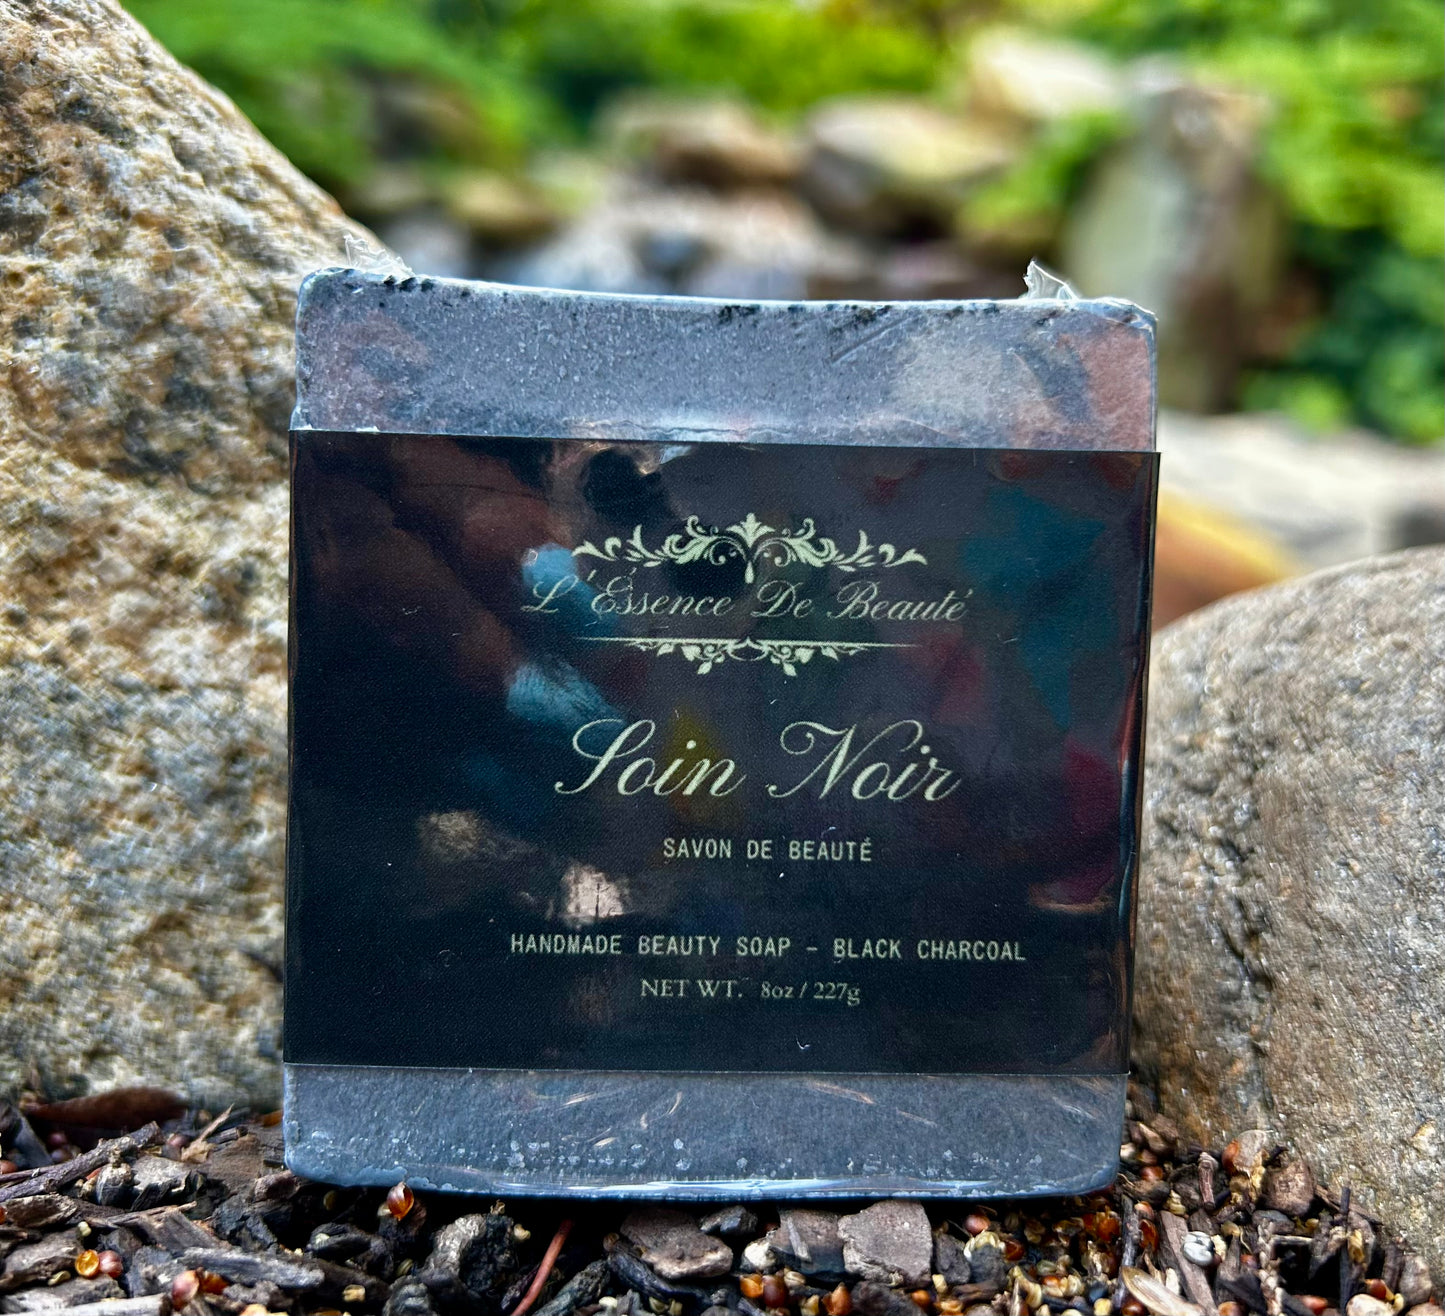 L'Essence De Beauté
Soin Noir
SAVON DE BEAUTÉ
HANDMADE BEAUTY SOAP – BLACK CHARCOAL
NET WT. 8oz / 227g